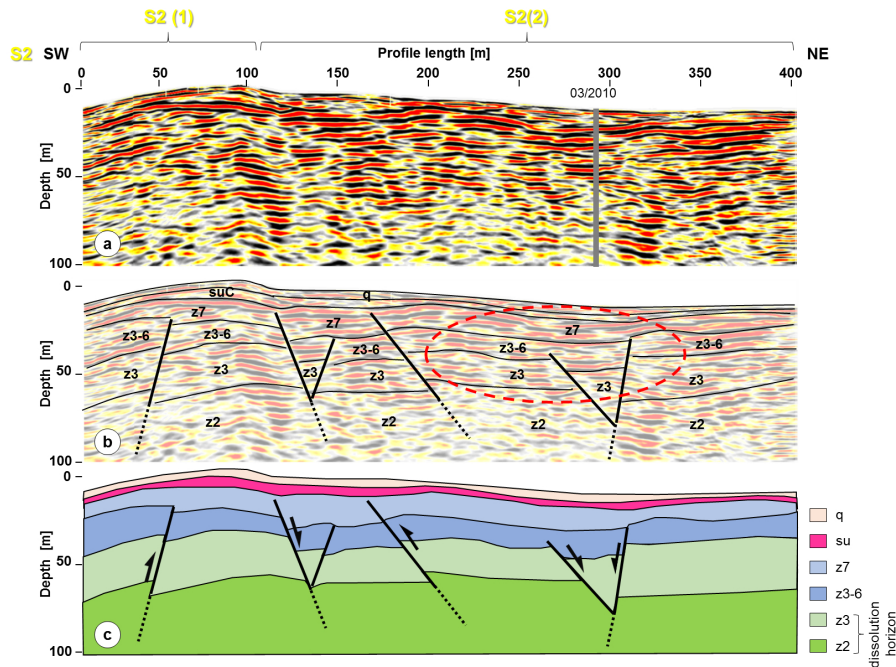 S2 (1)
S2(2)
S2 SW Profile length [m] NE
0 50 100 150 200 250 300 350 400
03/2010
0
50
100
Depth [m]
a
0
50
100
Depth [m]
suC
q
z7
z7
z7
z3-6
z3-6
z3-6
z3-6
z3-6
z3
z3
z3
z3
z3
z3
z3
z2
z2
z2
z2
b
0
50
100
Depth [m]
c
q
su
z7
z3-6
z3
z2
dissolution
horizon